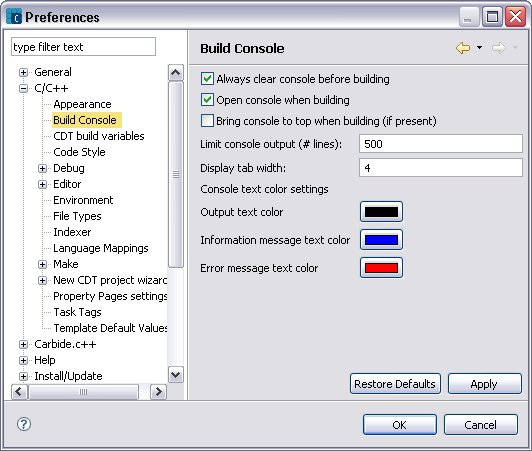 Preferences
type filter text
General
C/C++
Appearance
Build Console
CDT build variables
Code Style
Debug
Editor
Environment
File Types
Indexer
Language Mappings
Make
New CDT project wizard
Property Pages settings
Task Tags
Template Default Values
Carbide.c++
Help
Install/Update
Build Console
Always clear console before building
Open console when building
Bring console to top when building (if present)
Limit console output (# lines): 500
Display tab width: 4
Console text color settings
Output text color
Information message text color
Error message text color
Restore Defaults Apply
OK Cancel